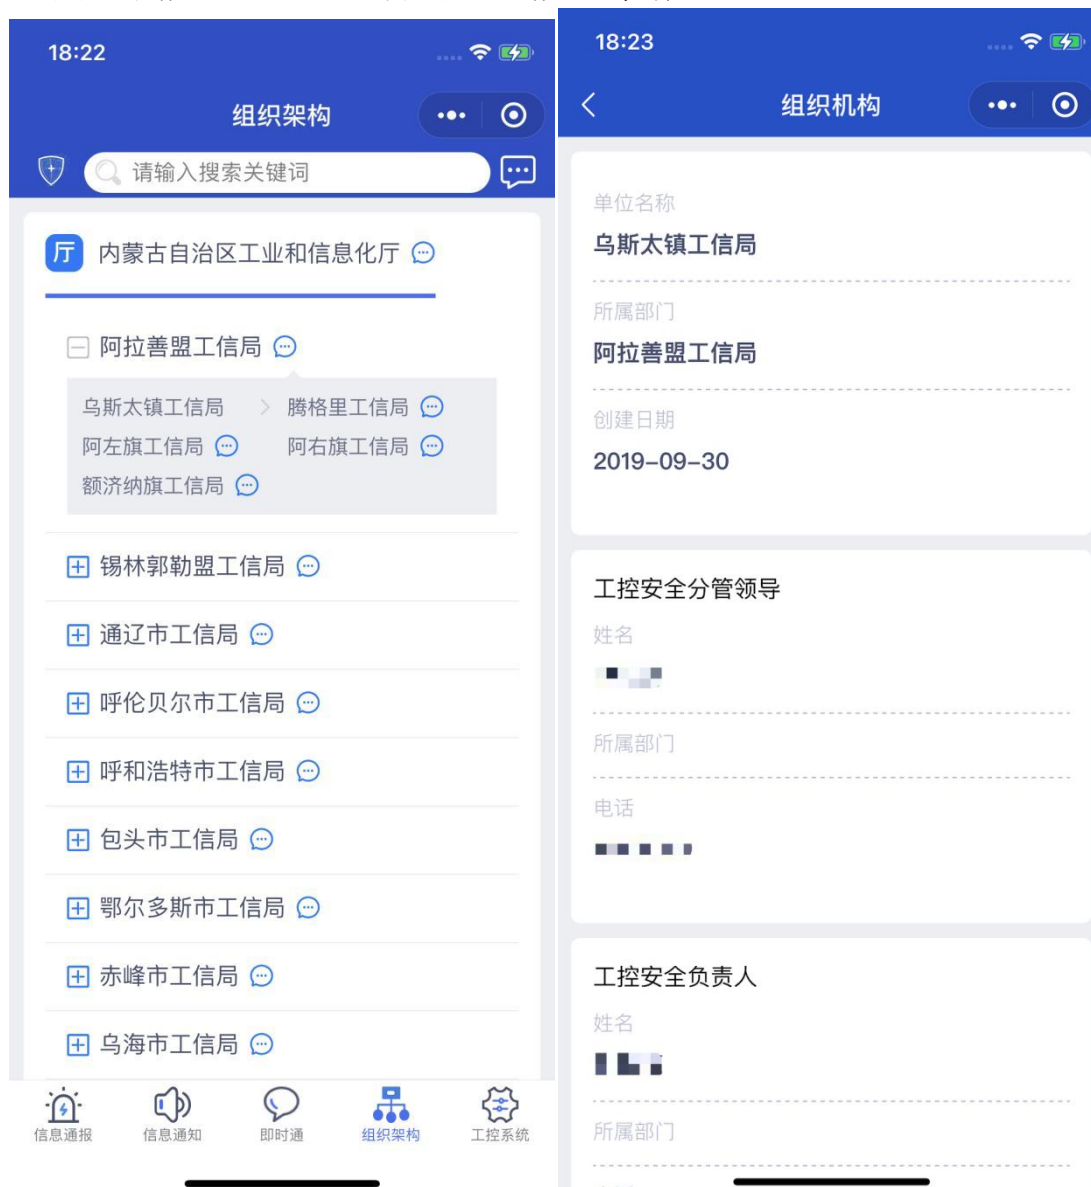 18:22
组织架构
请输入搜索关键词
厅 内蒙古自治区工业和信息化厅
阿拉善盟工信局
乌斯太镇工信局 腾格里工信局
阿左旗工信局 阿右旗工信局
额济纳旗工信局
锡林郭勒盟工信局
通辽市工信局
呼伦贝尔市工信局
呼和浩特市工信局
包头市工信局
鄂尔多斯市工信局
赤峰市工信局
乌海市工信局
信息通报 信息通知 即时通 组织架构 工控系统
18:23
组织机构
单位名称
乌斯太镇工信局
所属部门
阿拉善盟工信局
创建日期
2019-09-30
工控安全分管领导
姓名
所属部门
电话
工控安全负责人
姓名
所属部门